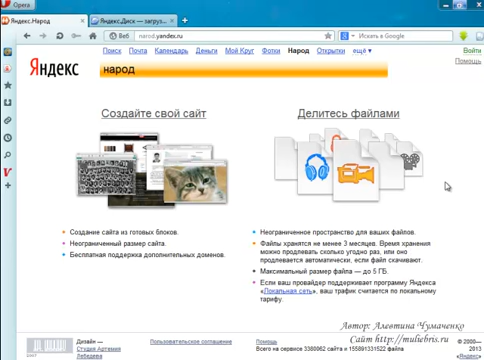 Opera
Яндекс.Народ
Яндекс.Диск — загрус...
Веб
narod.yandex.ru
Искать в Google
Поиск Почта Календарь Деньги Мой Круг Фотки Народ Открытки ещё
Войти
Помощь
Яндекс
народ
Создайте свой сайт
Делитесь файлами
Создание сайта из готовых блоков.
Неограниченный размер сайта.
Бесплатная поддержка дополнительных доменов.
Неограниченное пространство для ваших файлов.
Файлы хранятся не менее 3 месяцев. Время хранения
можно продлевать сколько угодно раз, или оно
продлевается автоматически, если файл скачивают.
Максимальный размер файла — до 5 ГБ.
Если ваш провайдер поддерживает программу Яндекса
«Локальная сеть», ваш трафик считается по локальному
тарифу.
Автор: Алевтина Чумаченко
Сайт http://muliebris.ru
Дизайн —
Студия Артемия
Лебедева
Пользовательское соглашение
Помощь
Всего на сервисе 3380062 сайта и 155891331522 файла
© 2000—
2013
«Яндекс»